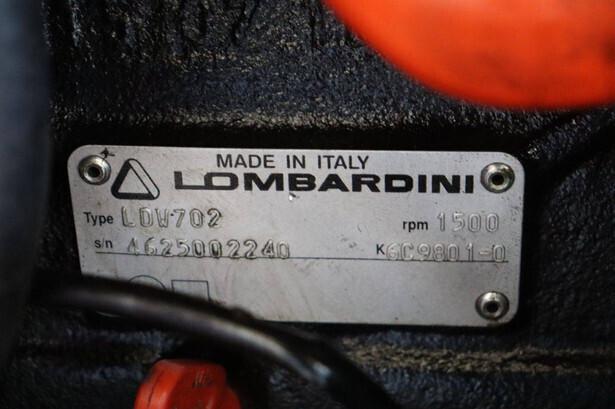 MADE IN ITALY
LOMBARDINI
Type LDW702 rpm 1500
s/n 4625002240 K 6C9801-0